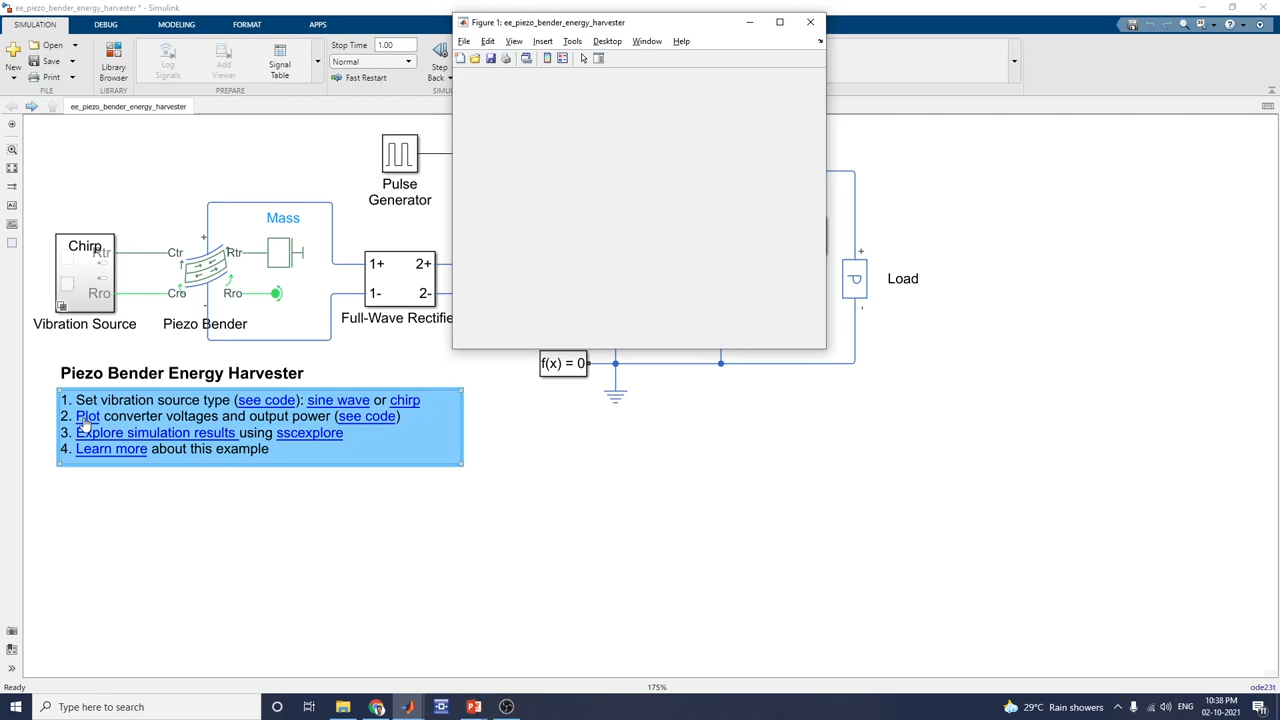 ee_piezo_bender_energy_harvester * - Simulink
SIMULATION DEBUG MODELING FORMAT APPS
New
Open
Save
Print
FILE
Library
Browser
LIBRARY
Log
Signals
Add
Viewer
Signal
Table
PREPARE
Stop Time 1.00
Normal
Fast Restart
Step
Back
SIMU
ee_piezo_bender_energy_harvester
Figure 1: ee_piezo_bender_energy_harvester
File Edit View Insert Tools Desktop Window Help
Pulse
Generator
Mass
Chirp
Rtr
Rro
Vibration Source
Ctr
Cro
+
-
Rtr
Rro
Piezo Bender
1+ 2+
1- 2-
Full-Wave Rectifie
f(x) = 0
+
P
-
Load
Piezo Bender Energy Harvester
1. Set vibration source type (see code): sine wave or chirp
2. Plot converter voltages and output power (see code)
3. Explore simulation results using sscexplore
4. Learn more about this example
Ready
175%
ode23t
Type here to search
29°C Rain showers
ENG
10:38 PM
02-10-2021